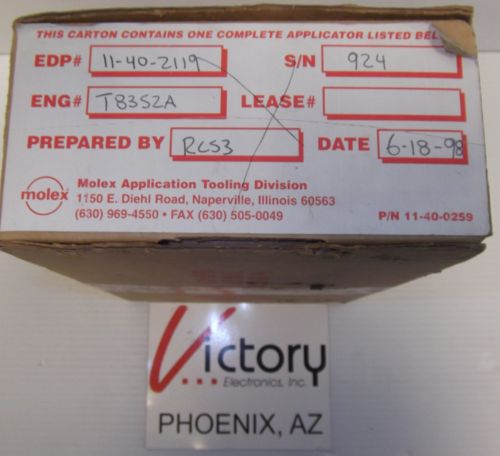 THIS CARTON CONTAINS ONE COMPLETE APPLICATOR LISTED
EDP# 11-40-2119 S/N 924
ENG# T8352A LEASE#
PREPARED BY RCS3 DATE 6-18-98
molex
Molex Application Tooling Division
1150 E. Diehl Road, Naperville, Illinois 60563
(630) 969-4550 • FAX (630) 505-0049
P/N 11-40-0259
Victory
Electronics, Inc.
PHOENIX, AZ